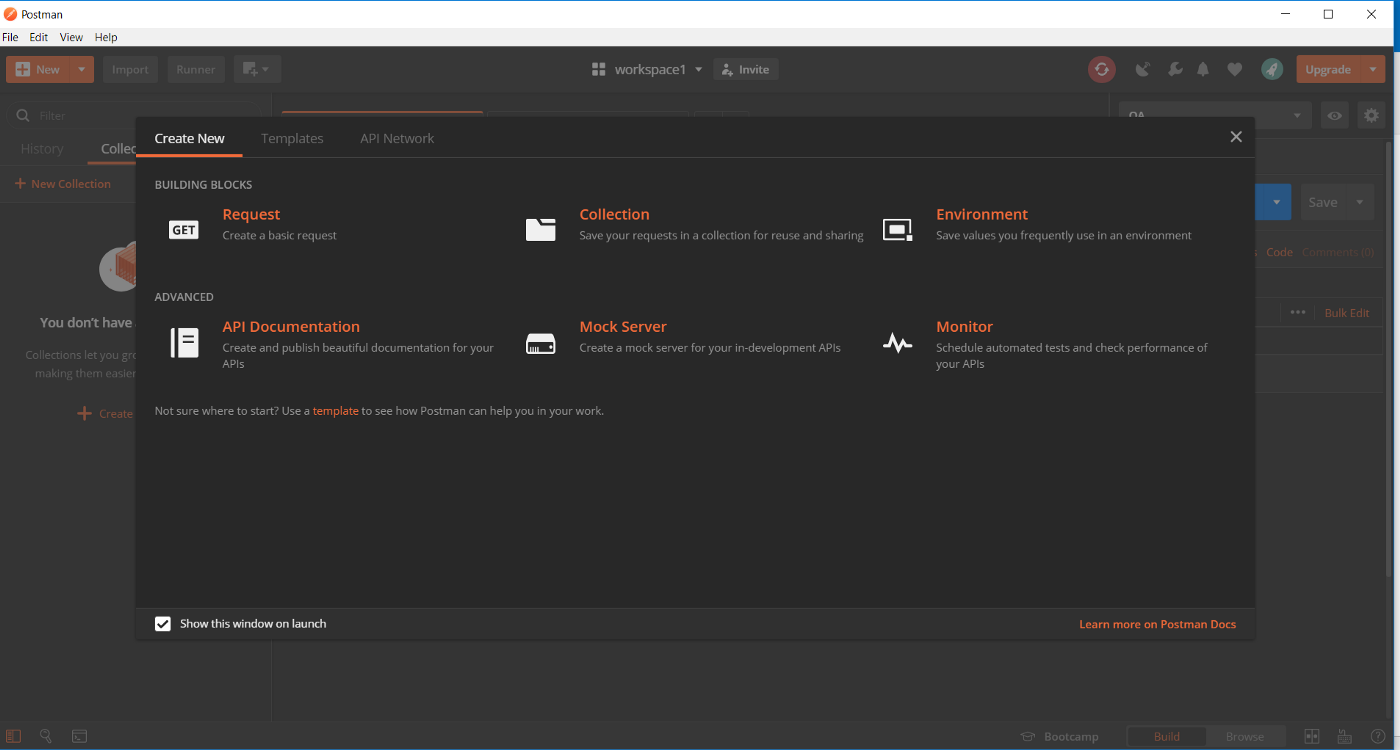 Postman
File Edit View Help
New Import Runner workspace1 Invite Upgrade
Filter
QA
Create New Templates API Network
History Collec
New Collection
BUILDING BLOCKS
GET
Request
Create a basic request
Collection
Save your requests in a collection for reuse and sharing
Environment
Save values you frequently use in an environment
Save
Code Comments (0)
ADVANCED
API Documentation
Create and publish beautiful documentation for your
APIs
Mock Server
Create a mock server for your in-development APIs
Monitor
Schedule automated tests and check performance of
your APIs
Bulk Edit
You don't have
Collections let you gro
making them easier
Create
Not sure where to start? Use a template to see how Postman can help you in your work.
Show this window on launch
Learn more on Postman Docs
Bootcamp Build Browse